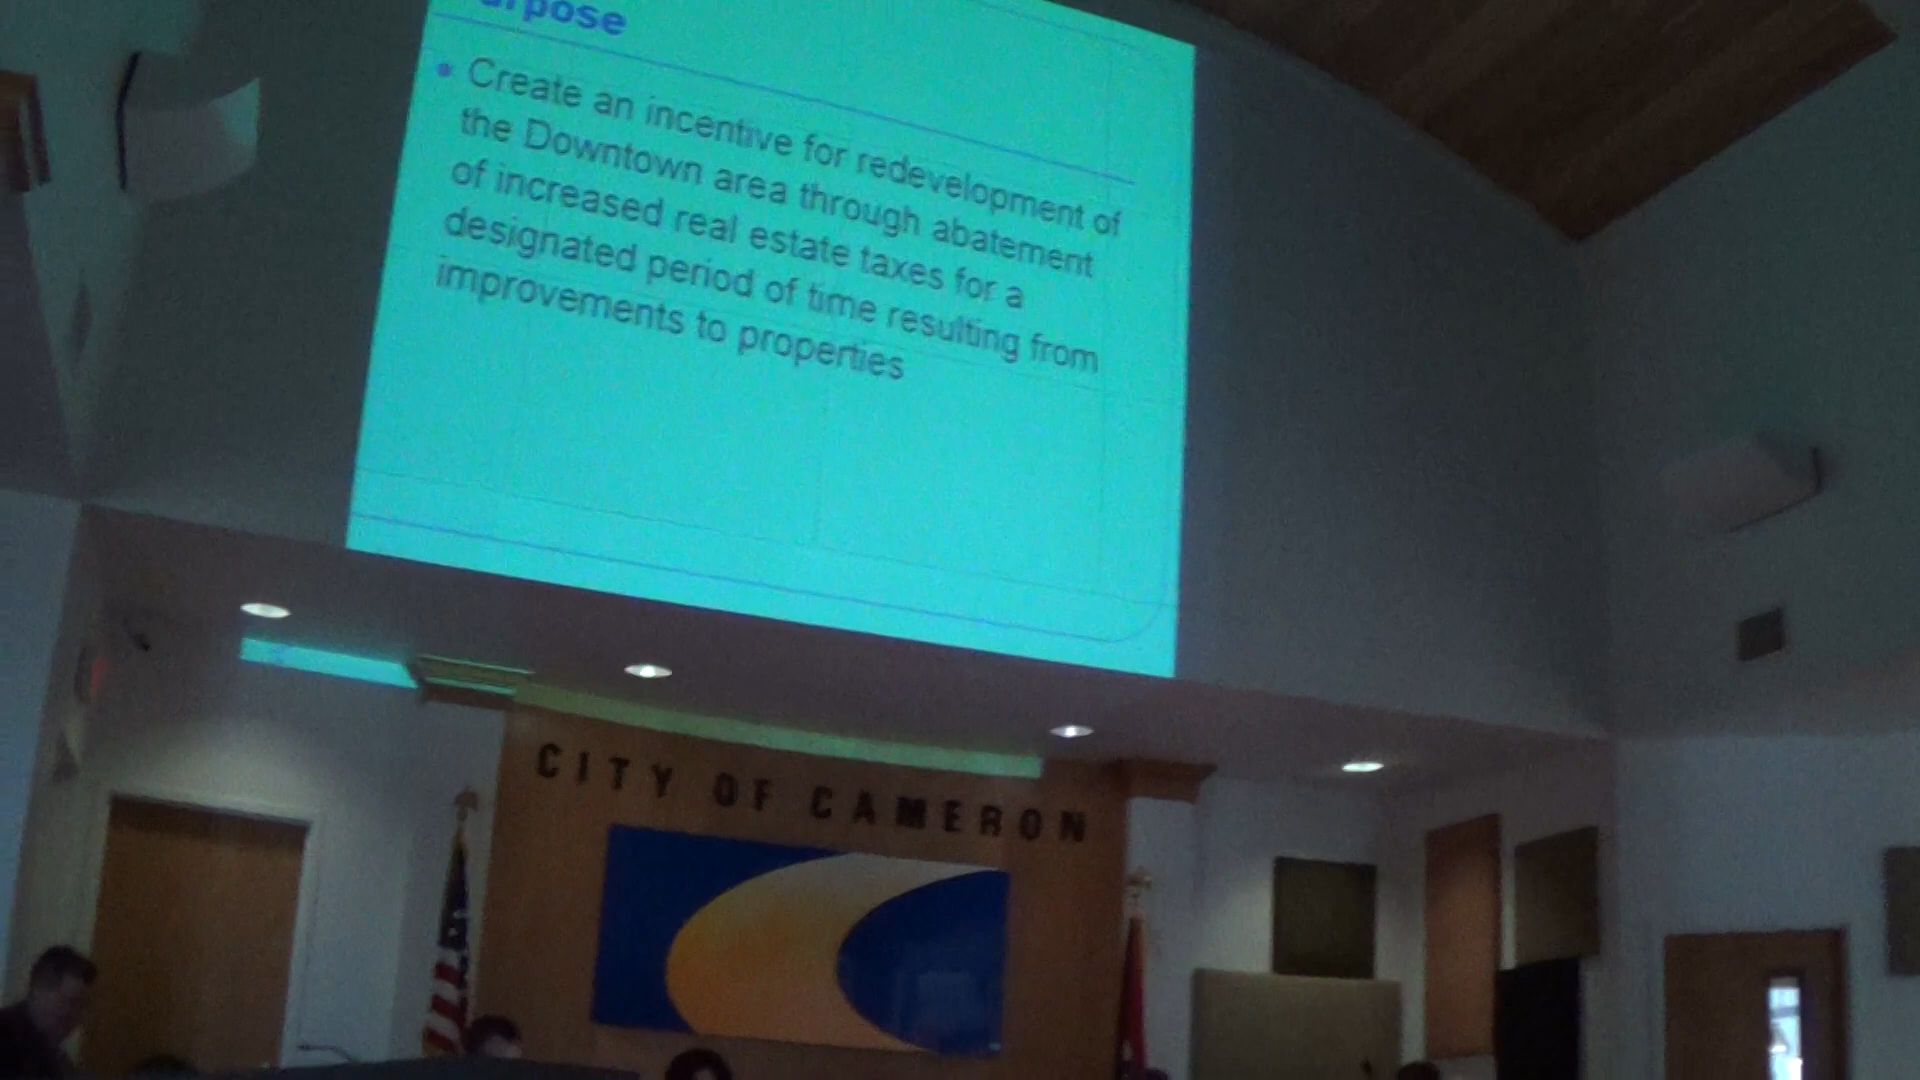 urpose
• Create an incentive for redevelopment of
the Downtown area through abatement
of increased real estate taxes for a
designated period of time resulting from
improvements to properties
CITY OF CAMERON